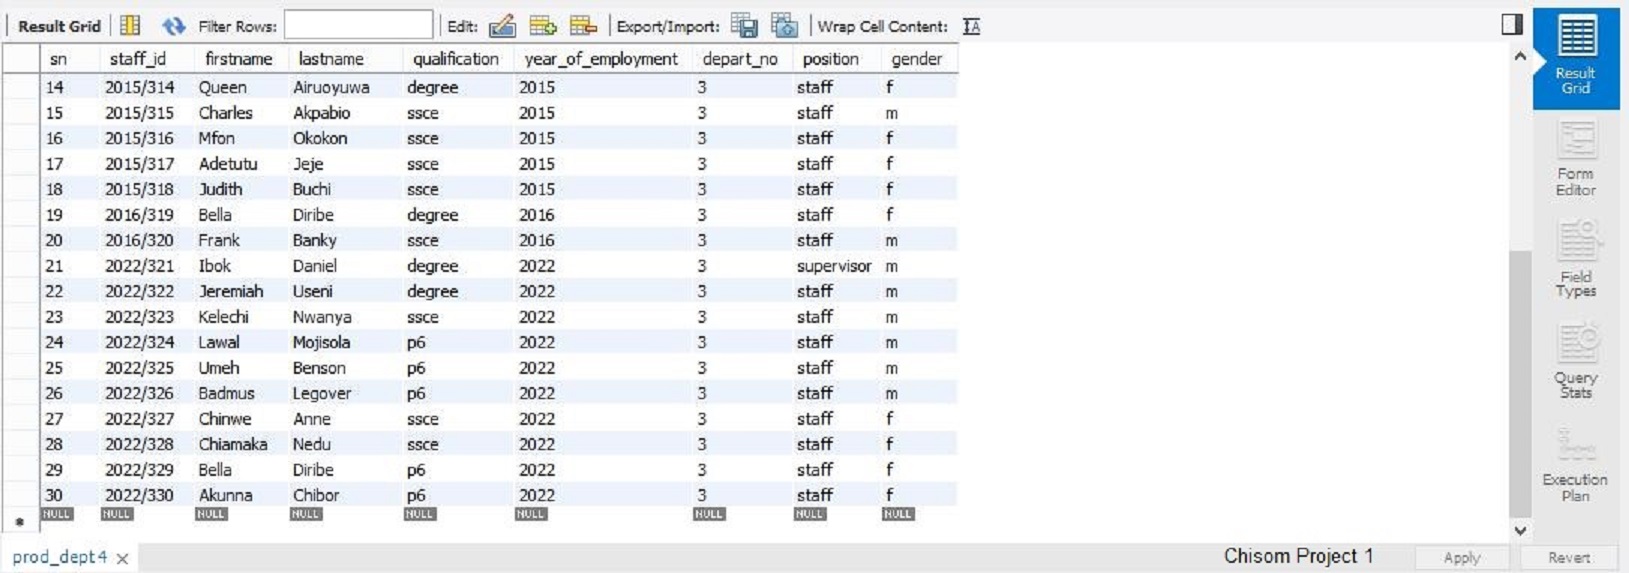 Result Grid Filter Rows: Edit: Export/Import: Wrap Cell Content:
sn staff_id firstname lastname qualification year_of_employment depart_no position gender
14 2015/314 Queen Airuoyuwa degree 2015 3 staff f
15 2015/315 Charles Akpabio ssce 2015 3 staff m
16 2015/316 Mfon Okokon ssce 2015 3 staff f
17 2015/317 Adetutu Jeje ssce 2015 3 staff f
18 2015/318 Judith Buchi ssce 2015 3 staff f
19 2016/319 Bella Diribe degree 2016 3 staff f
20 2016/320 Frank Banky ssce 2016 3 staff m
21 2022/321 Ibok Daniel degree 2022 3 supervisor m
22 2022/322 Jeremiah Useni degree 2022 3 staff m
23 2022/323 Kelechi Nwanya ssce 2022 3 staff m
24 2022/324 Lawal Mojisola p6 2022 3 staff m
25 2022/325 Umeh Benson p6 2022 3 staff m
26 2022/326 Badmus Legover p6 2022 3 staff m
27 2022/327 Chinwe Anne ssce 2022 3 staff f
28 2022/328 Chiamaka Nedu ssce 2022 3 staff f
29 2022/329 Bella Diribe p6 2022 3 staff f
30 2022/330 Akunna Chibor p6 2022 3 staff f
* NULL NULL NULL NULL NULL NULL NULL NULL NULL
prod_dept4 Chisom Project 1 Apply Revert
Result
Grid
Form
Editor
Field
Types
Query
Stats
Execution
Plan